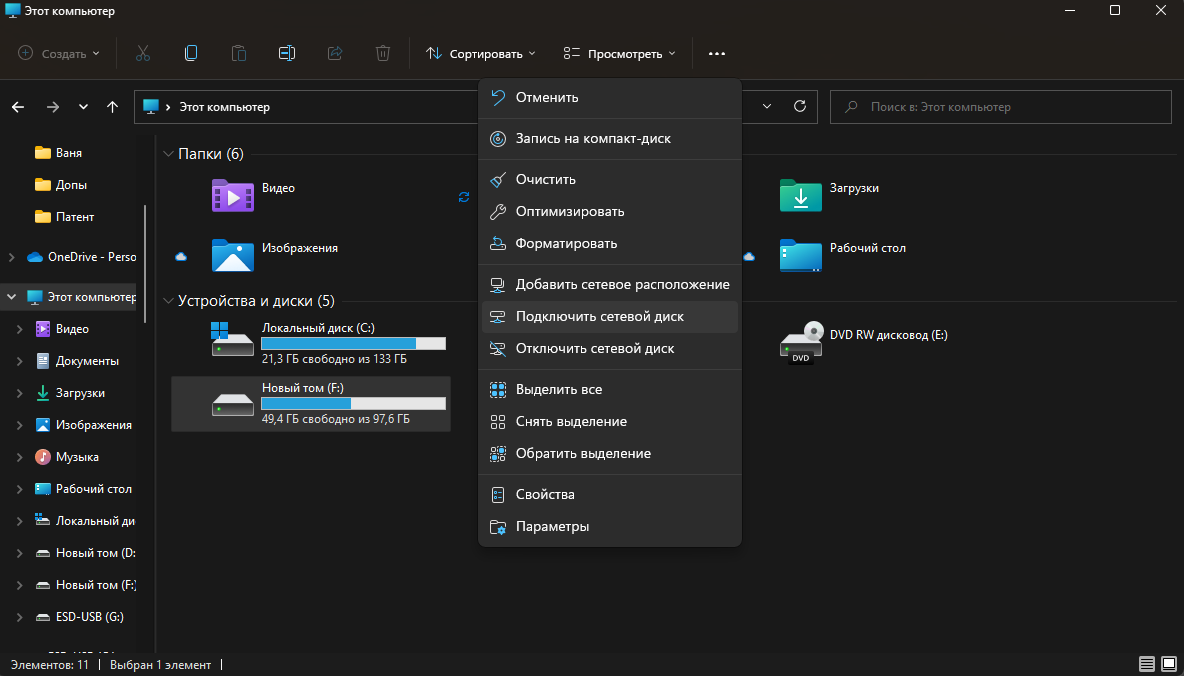 Этот компьютер
Создать
Сортировать
Просмотреть
Этот компьютер
Поиск в: Этот компьютер
Ваня
Допы
Патент
OneDrive - Perso
Этот компьютер
Видео
Документы
Загрузки
Изображения
Музыка
Рабочий стол
Локальный ди
Новый том (D:
Новый том (F:)
ESD-USB (G:)
Папки (6)
Видео
Загрузки
Изображения
Рабочий стол
Устройства и диски (5)
Локальный диск (C:)
21,3 ГБ свободно из 133 ГБ
DVD RW дисковод (E:)
DVD
Новый том (F:)
49,4 ГБ свободно из 97,6 ГБ
Отменить
Запись на компакт-диск
Очистить
Оптимизировать
Форматировать
Добавить сетевое расположение
Подключить сетевой диск
Отключить сетевой диск
Выделить все
Снять выделение
Обратить выделение
Свойства
Параметры
Элементов: 11
Выбран 1 элемент